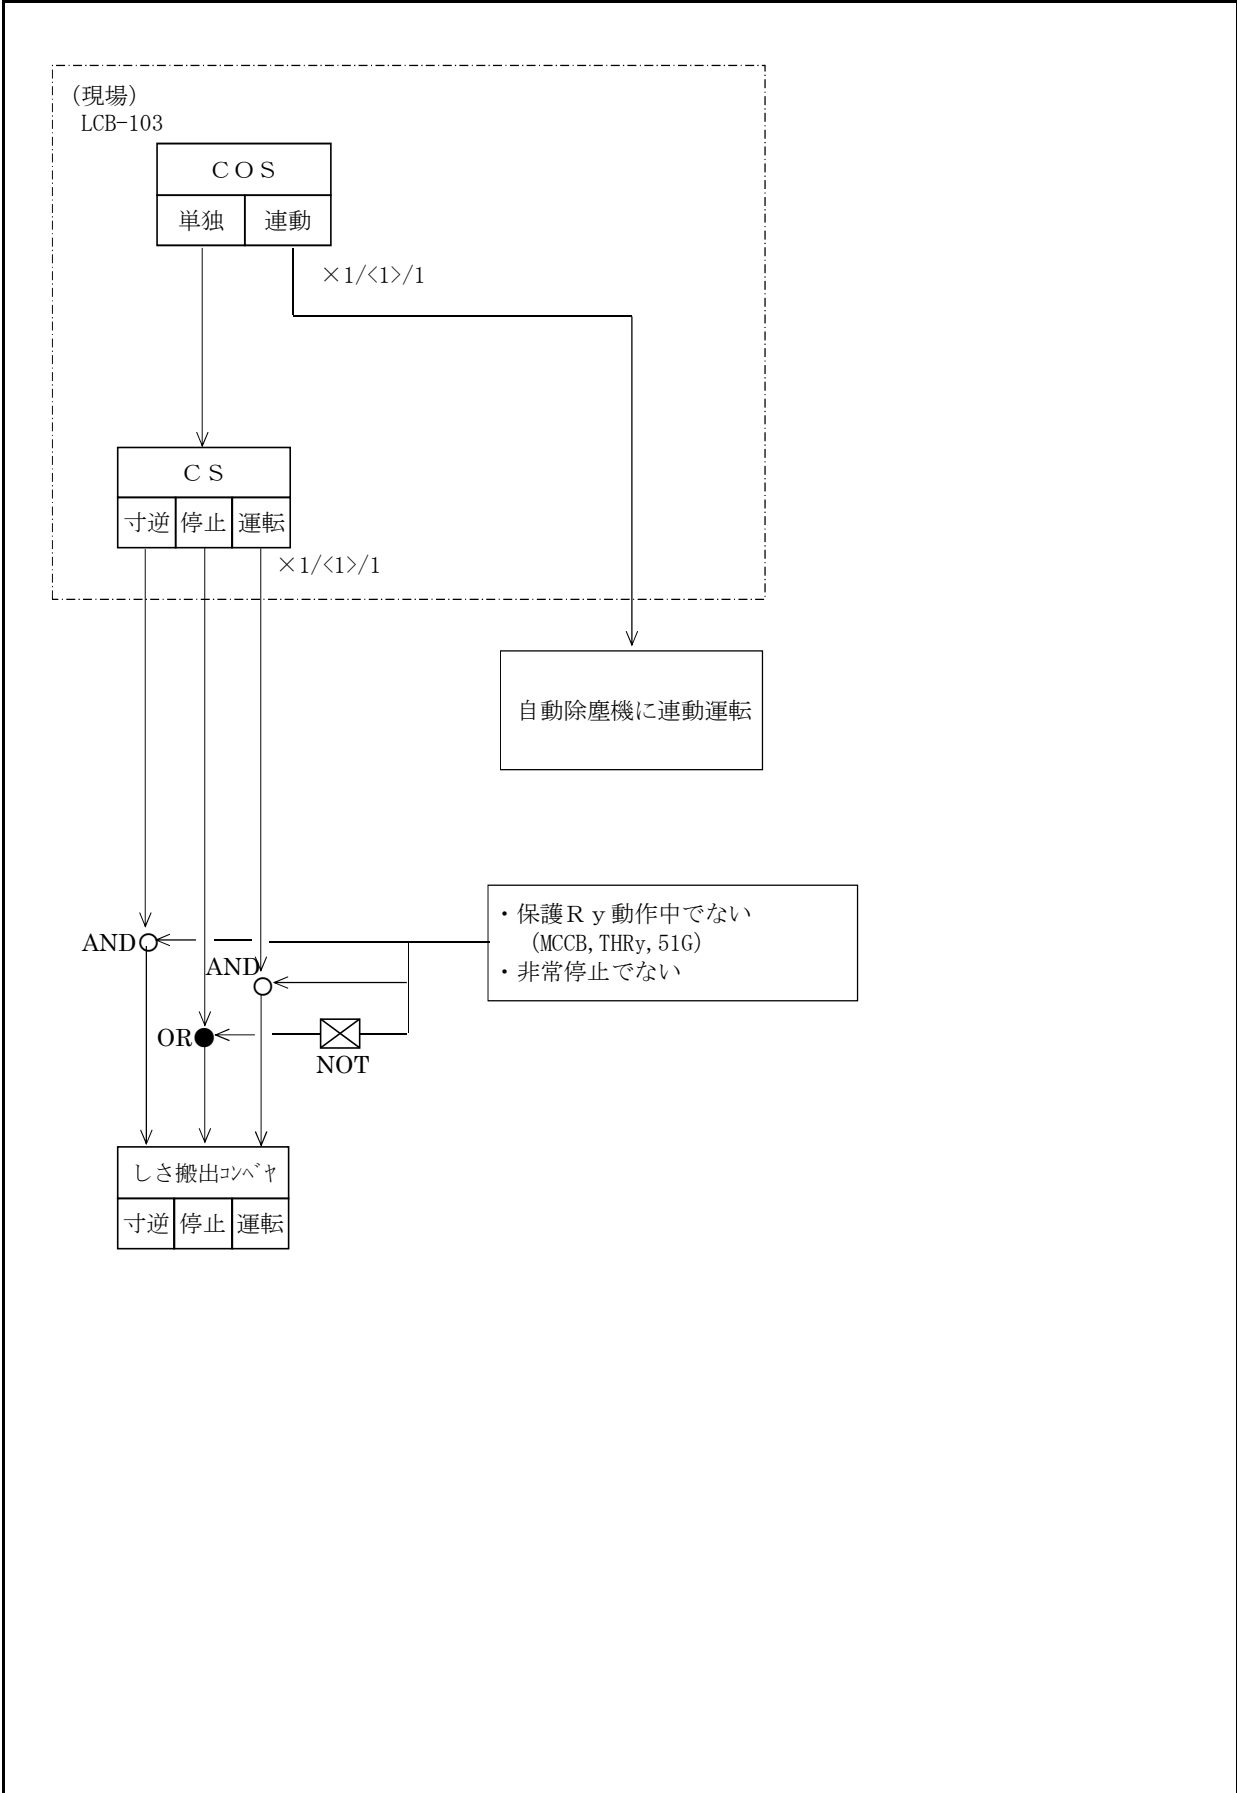 (現場)
LCB-103
COS
単独 連動
×1/<1>/1
CS
寸逆 停止 運転
×1/<1>/1
自動除塵機に連動運転
・保護Ry動作中でない
(MCCB,THRy,51G)
・非常停止でない
AND
AND
OR
NOT
しさ搬出ｺﾝﾍﾞﾔ
寸逆 停止 運転